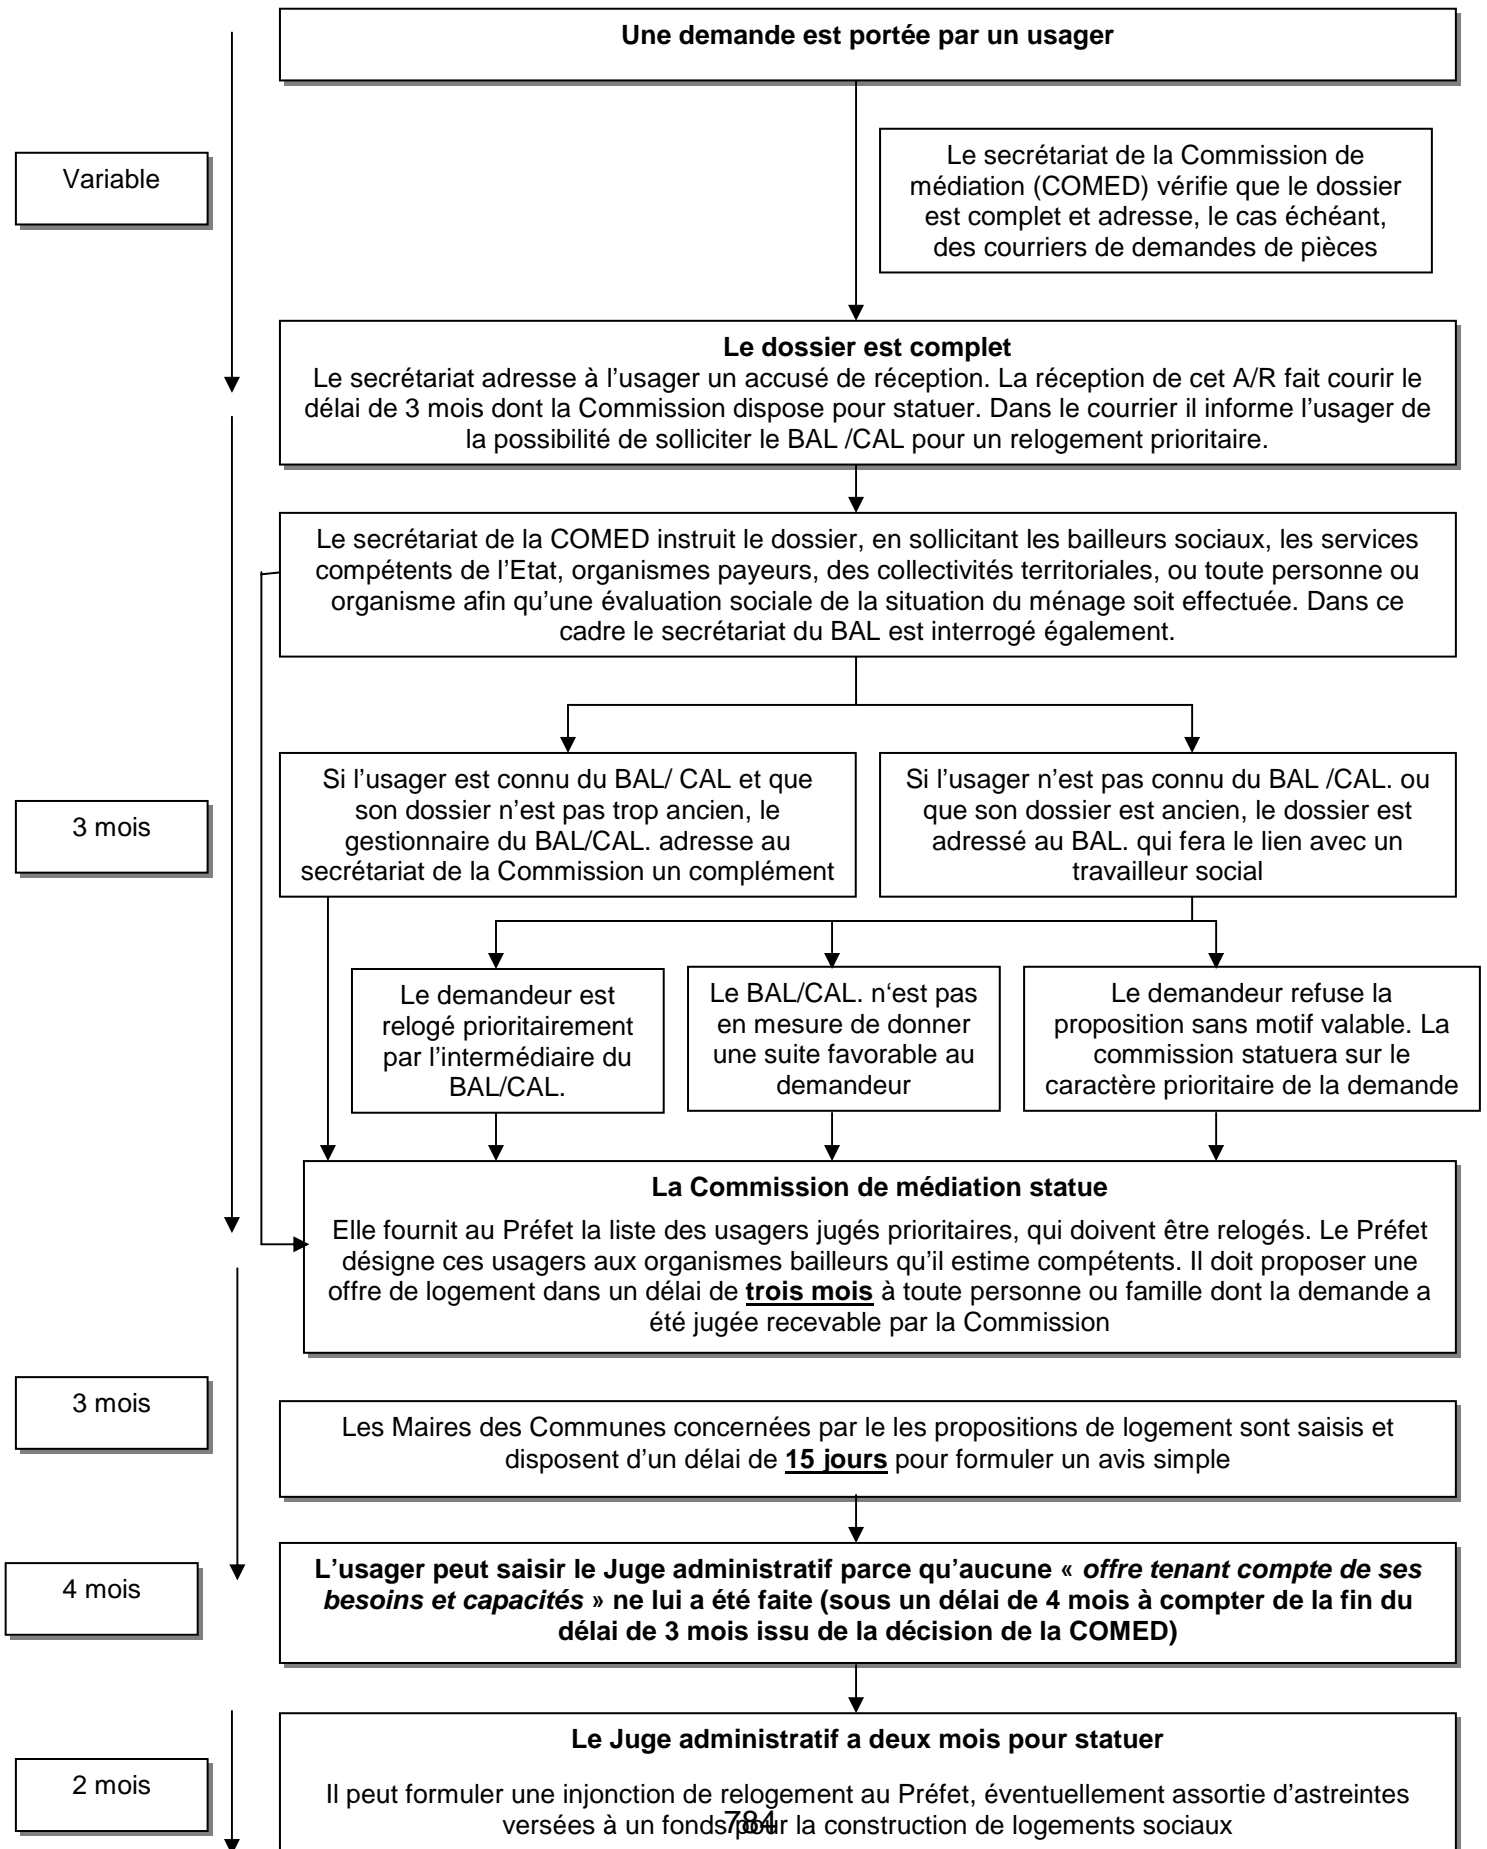 Une demande est portée par un usager
Variable
Le secrétariat de la Commission de
médiation (COMED) vérifie que le dossier
est complet et adresse, le cas échéant,
des courriers de demandes de pièces
Le dossier est complet
Le secrétariat adresse à l’usager un accusé de réception. La réception de cet A/R fait courir le
délai de 3 mois dont la Commission dispose pour statuer. Dans le courrier il informe l’usager de
la possibilité de solliciter le BAL /CAL pour un relogement prioritaire.
Le secrétariat de la COMED instruit le dossier, en sollicitant les bailleurs sociaux, les services
compétents de l’Etat, organismes payeurs, des collectivités territoriales, ou toute personne ou
organisme afin qu’une évaluation sociale de la situation du ménage soit effectuée. Dans ce
cadre le secrétariat du BAL est interrogé également.
3 mois
Si l’usager est connu du BAL/ CAL et que
son dossier n’est pas trop ancien, le
gestionnaire du BAL/CAL. adresse au
secrétariat de la Commission un complément
Si l’usager n’est pas connu du BAL /CAL. ou
que son dossier est ancien, le dossier est
adressé au BAL. qui fera le lien avec un
travailleur social
Le demandeur est
relogé prioritairement
par l’intermédiaire du
BAL/CAL.
Le BAL/CAL. n‘est pas
en mesure de donner
une suite favorable au
demandeur
Le demandeur refuse la
proposition sans motif valable. La
commission statuera sur le
caractère prioritaire de la demande
La Commission de médiation statue
Elle fournit au Préfet la liste des usagers jugés prioritaires, qui doivent être relogés. Le Préfet
désigne ces usagers aux organismes bailleurs qu’il estime compétents. Il doit proposer une
offre de logement dans un délai de trois mois à toute personne ou famille dont la demande a
été jugée recevable par la Commission
3 mois
Les Maires des Communes concernées par le les propositions de logement sont saisis et
disposent d’un délai de 15 jours pour formuler un avis simple
4 mois
L’usager peut saisir le Juge administratif parce qu’aucune « offre tenant compte de ses
besoins et capacités » ne lui a été faite (sous un délai de 4 mois à compter de la fin du
délai de 3 mois issu de la décision de la COMED)
Le Juge administratif a deux mois pour statuer
2 mois
Il peut formuler une injonction de relogement au Préfet, éventuellement assortie d’astreintes
versées à un fonds pour la construction de logements sociaux
784